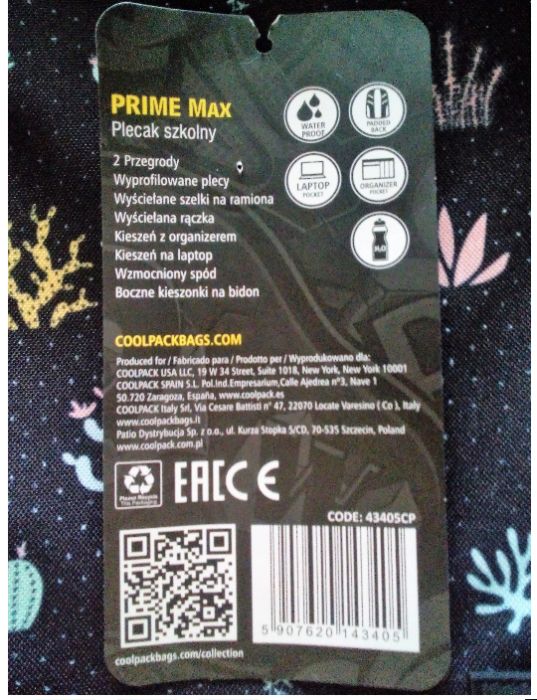 PRIME MAX
Plecak szkolny
2 Przegrody
Wyprofilowane plecy
Wyściełane szelki na ramiona
Wyściełana rączka
Kieszeń z organizerem
Kieszeń na laptop
Wzmocniony spód
Boczne kieszonki na bidon
WATER
PROOF
PADDED
BACK
LAPTOP
POCKET
ORGANIZER
POCKET
H2O
COOLPACKBAGS.COM
Produced for / Fabricado para / Prodotto per / Wyprodukowano dla:
COOLPACK USA LLC, 19 W 34 Street, Suite 1018, New York, New York 10001
COOLPACK SPAIN S.L. Pol.Ind.Empresarium,Calle Ajedrea n°3, Nave 1
50.720 Zaragoza, España, www.coolpack.es
COOLPACK Italy Srl, Via Cesare Battisti n° 47, 22070 Locate Varesino ( Co ), Italy
www.coolpackbags.it
Patio Dystrybucja Sp. z o.o., ul. Kurza Stopka 5/CD, 70-535 Szczecin, Poland
www.coolpack.com.pl
Please Recycle
This Packaging
EAC CE
CODE: 43405CP
5 907620 143405
coolpackbags.com/collection